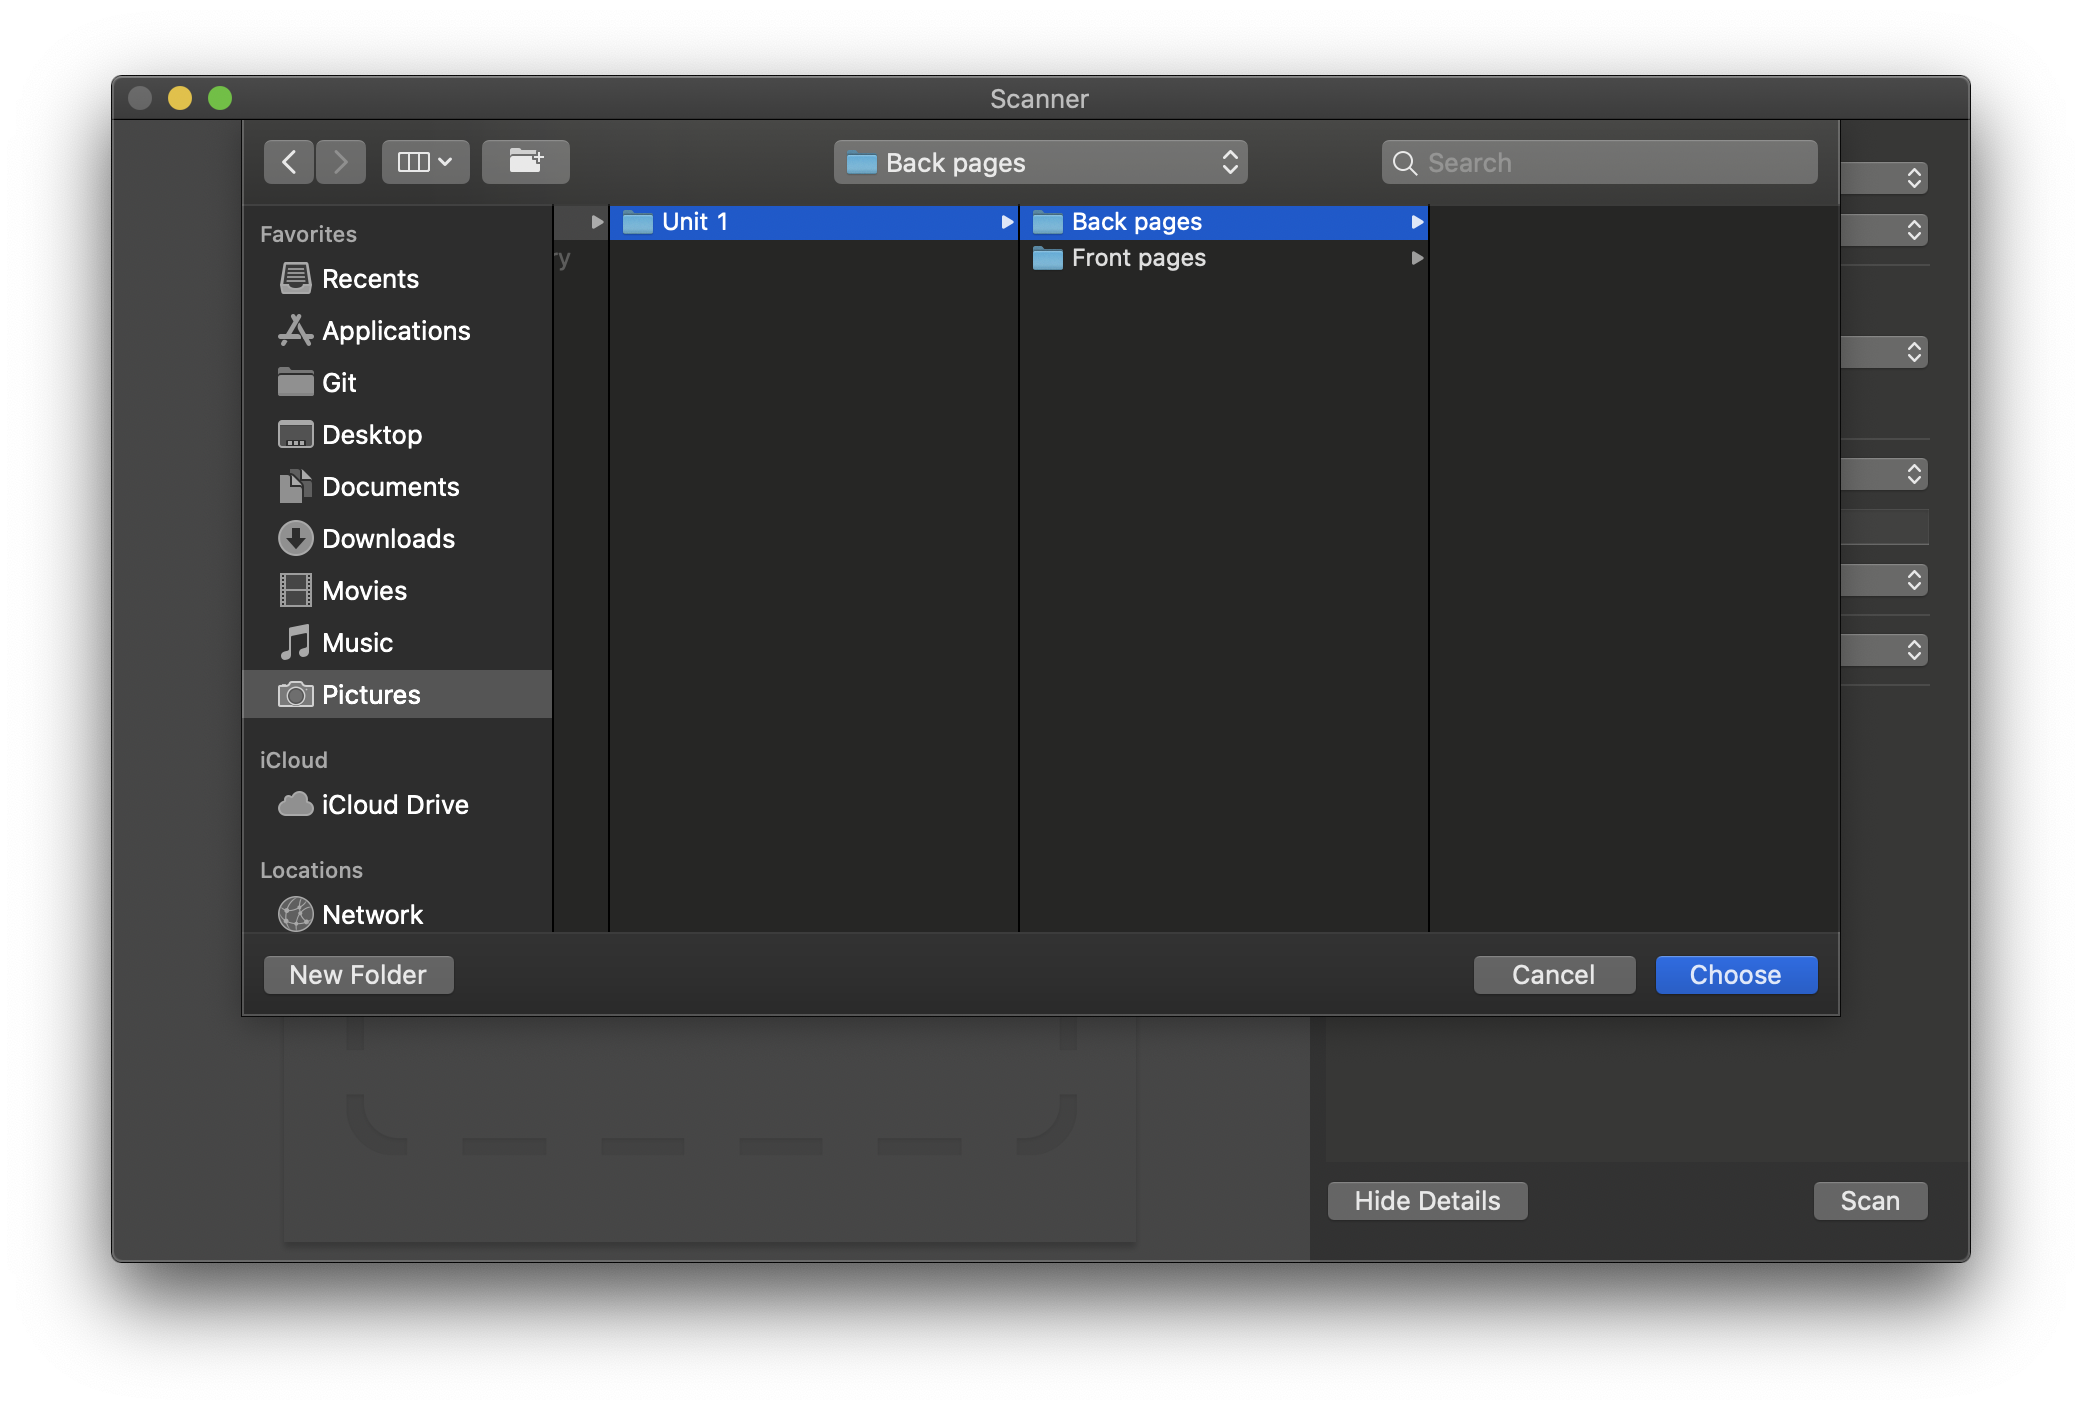 Scanner
Back pages
Search
Favorites
Recents
Applications
Git
Desktop
Documents
Downloads
Movies
Music
Pictures
iCloud
iCloud Drive
Locations
Network
Unit 1
Back pages
Front pages
New Folder
Cancel
Choose
Hide Details
Scan